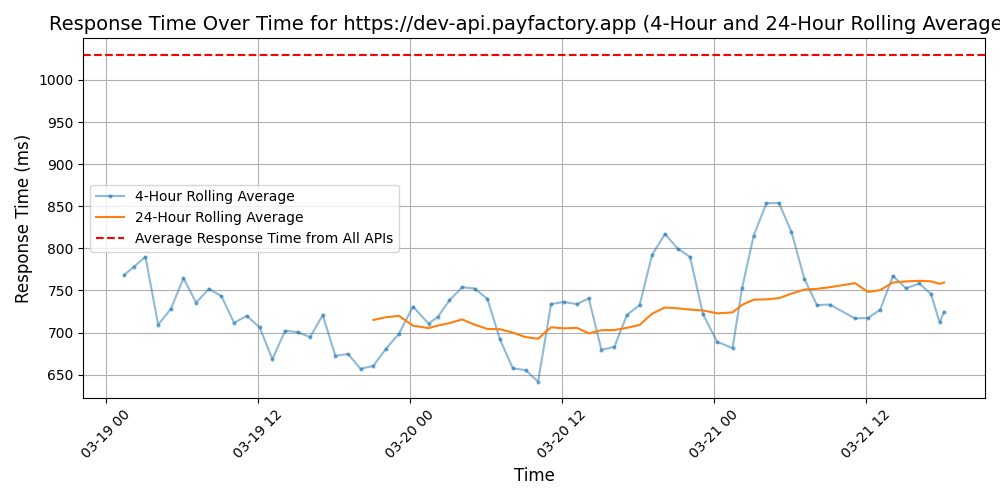 Response Time Over Time for https://dev-api.payfactory.app (4-Hour and 24-Hour Rolling Average
Response Time (ms)
1000
950
900
850
800
750
700
650
4-Hour Rolling Average
24-Hour Rolling Average
Average Response Time from All APIs
03-19 00
03-19 12
03-20 00
03-20 12
03-21 00
03-21 12
Time